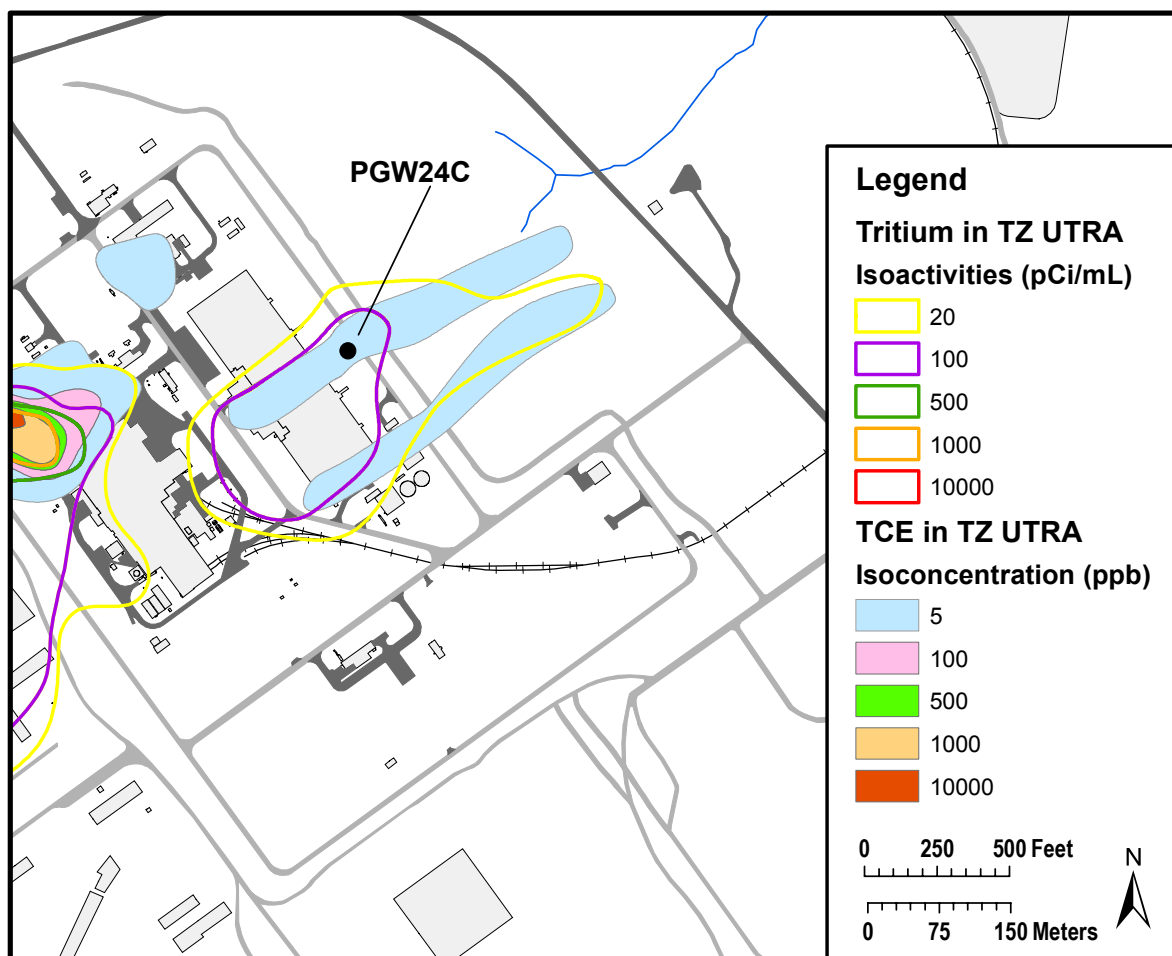 PGW24C
Legend
Tritium in TZ UTRA
Isoactivities (pCi/mL)
20
100
500
1000
10000
TCE in TZ UTRA
Isoconcentration (ppb)
5
100
500
1000
10000
0 250 500 Feet
0 75 150 Meters
N